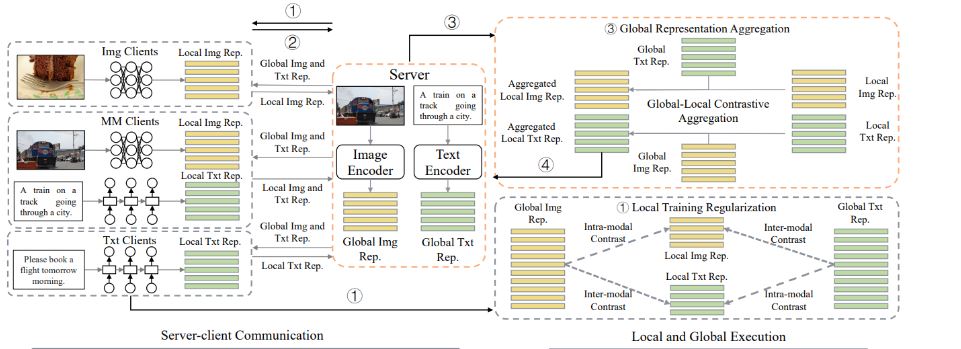 ①
②
③
Img Clients
Local Img Rep.
Global Img and
Txt Rep.
Local Img Rep.
MM Clients
Local Img Rep.
Global Img and
Txt Rep.
Local Txt Rep.
A train on a
track going
through a city.
Local Img and
Txt Rep.
Txt Clients
Local Txt Rep.
Global Img and
Txt Rep.
Local Txt Rep.
Please book a
flight tomorrow
morning.
Server
A train on a
track going
through a city.
Image
Encoder
Text
Encoder
Global Img
Rep.
Global Txt
Rep.
③ Global Representation Aggregation
Global
Txt Rep.
Aggregated
Local Img Rep.
Local
Img Rep.
Global-Local Contrastive
Aggregation
Aggregated
Local Txt Rep.
Local
Txt Rep.
Global
Img Rep.
④
① Local Training Regularization
Global Img
Rep.
Global Txt
Rep.
Intra-modal
Contrast
Inter-modal
Contrast
Local Img Rep.
Local Txt Rep.
Inter-modal
Contrast
Intra-modal
Contrast
①
Server-client Communication
Local and Global Execution